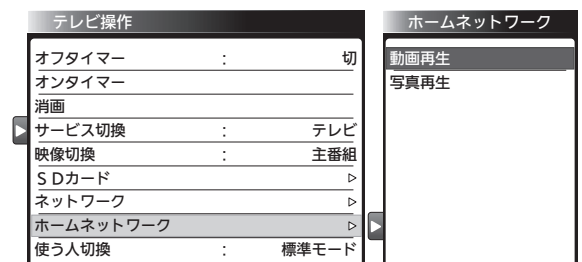 テレビ操作
オフタイマー : 切
オンタイマー
消画
サービス切換 : テレビ
映像切換 : 主番組
SDカード
ネットワーク
ホームネットワーク
使う人切換 : 標準モード
ホームネットワーク
動画再生
写真再生